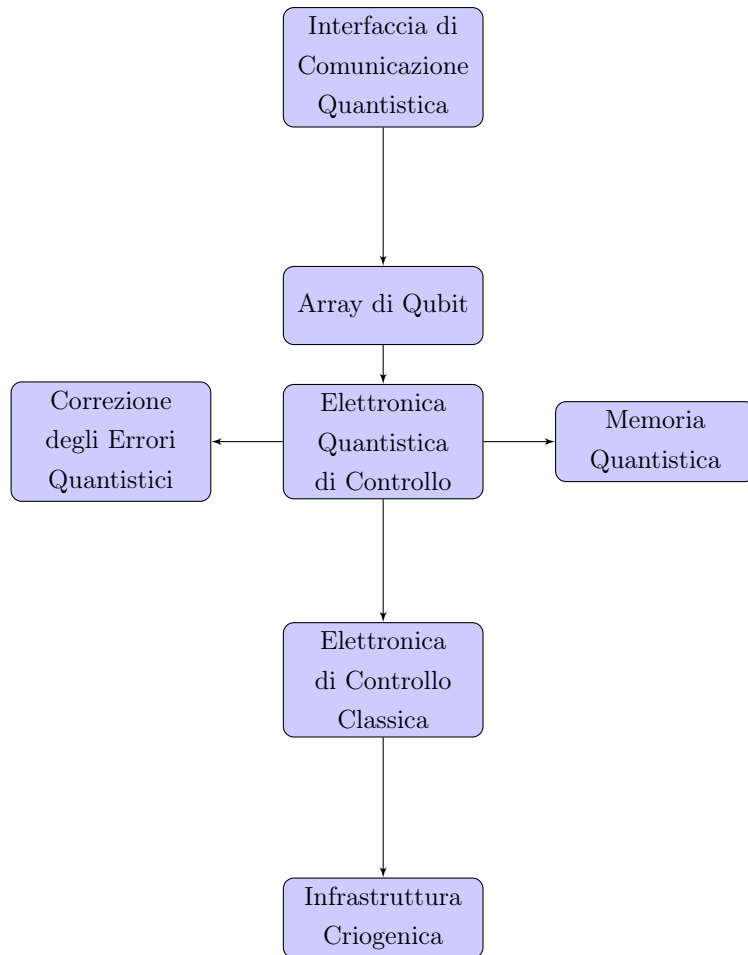 Interfaccia di
Comunicazione
Quantistica
Array di Qubit
Correzione
degli Errori
Quantistici
Elettronica
Quantistica
di Controllo
Memoria
Quantistica
Elettronica
di Controllo
Classica
Infrastruttura
Criogenica